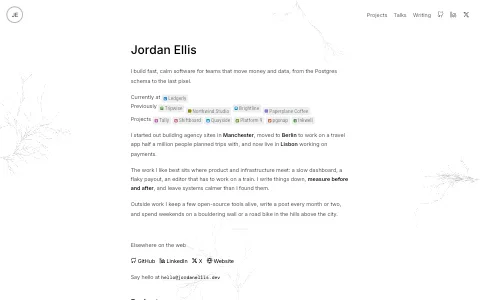 JE
Projects Talks Writing
Jordan Ellis
I build fast, calm software for teams that move money and data, from the Postgres
schema to the last pixel.
Currently at Ledgerly
Previously Tripwise Northwind Studio Brightline Paperplane Coffee
Projects Tally Shiftboard Quayside Platform 9 pgsnap Inkwell
I started out building agency sites in Manchester, moved to Berlin to work on a travel
app half a million people planned trips with, and now live in Lisbon working on
payments.
The work I like best sits where product and infrastructure meet: a slow dashboard, a
flaky payout, an editor that has to work on a train. I write things down, measure before
and after, and leave systems calmer than I found them.
Outside work I keep a few open-source tools alive, write a post every month or two,
and spend weekends on a bouldering wall or a road bike in the hills above the city.
Elsewhere on the web
GitHub LinkedIn X Website
Say hello at hello@jordanellis.dev